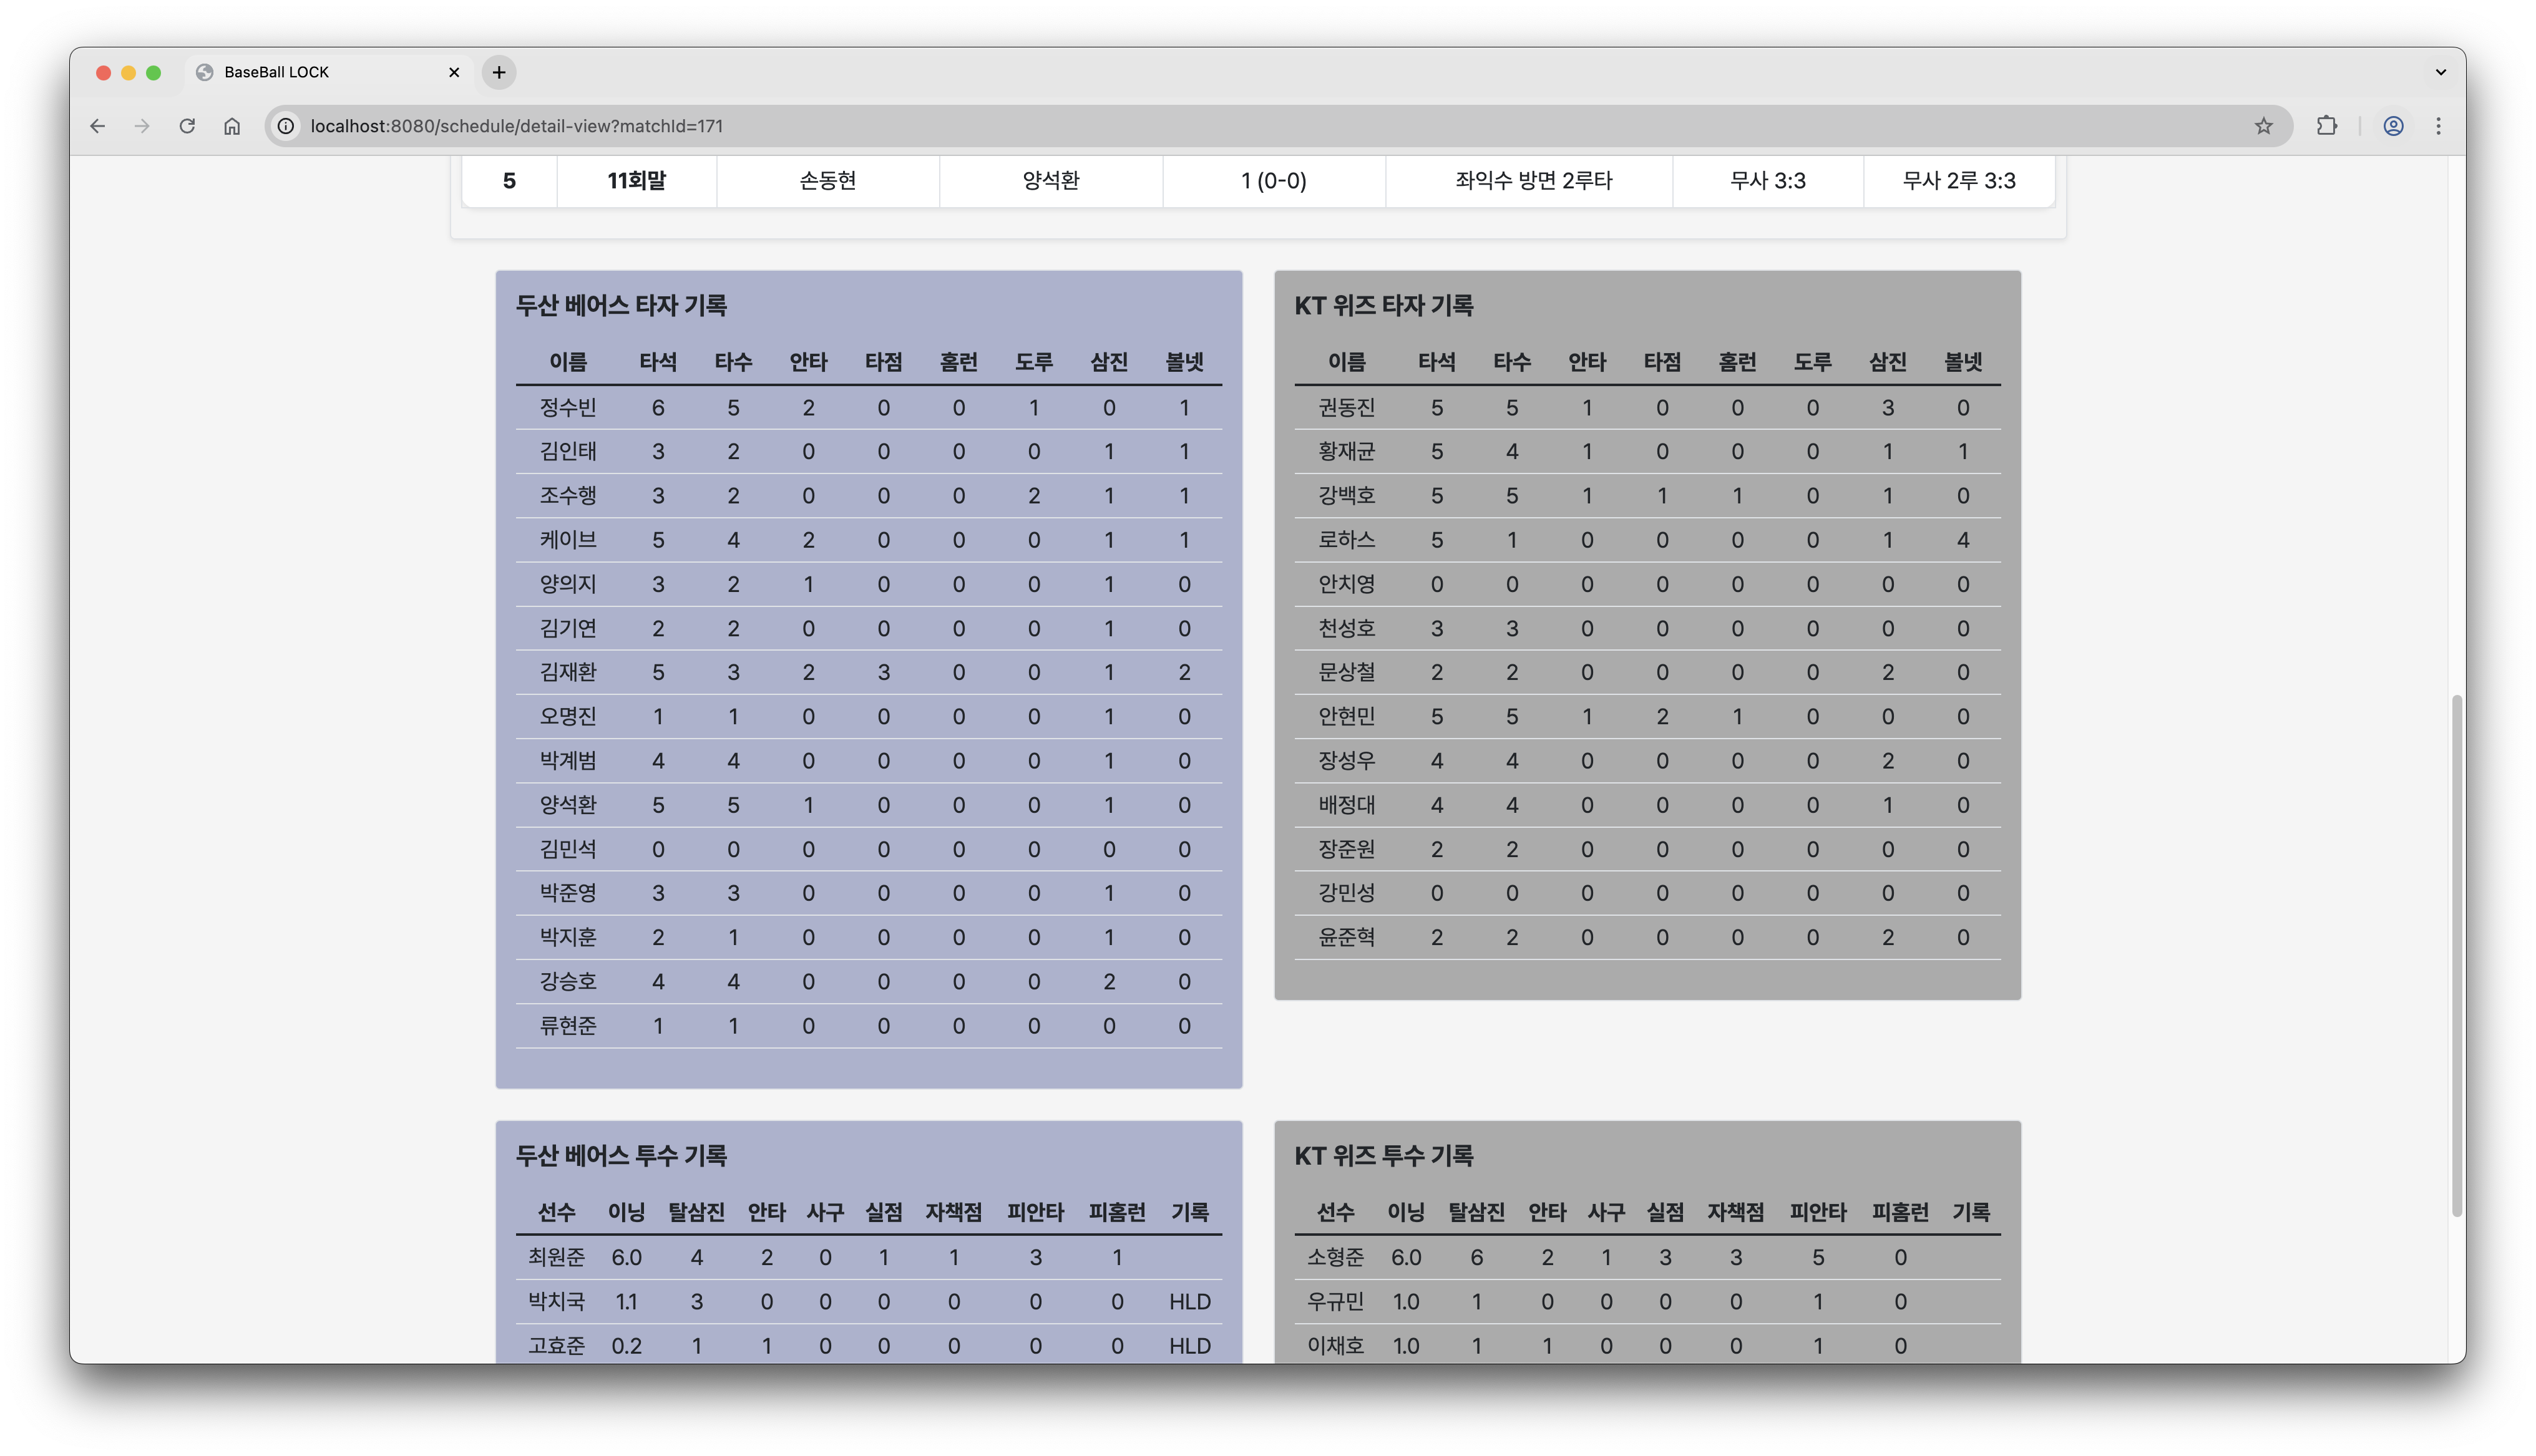 BaseBall LOCK
localhost:8080/schedule/detail-view?matchId=171
5 11회말 손동현 양석환 1 (0-0) 좌익수 방면 2루타 무사 3:3 무사 2루 3:3
두산 베어스 타자 기록
이름 타석 타수 안타 타점 홈런 도루 삼진 볼넷
정수빈 6 5 2 0 0 1 0 1
김인태 3 2 0 0 0 0 1 1
조수행 3 2 0 0 0 2 1 1
케이브 5 4 2 0 0 0 1 1
양의지 3 2 1 0 0 0 1 0
김기연 2 2 0 0 0 0 1 0
김재환 5 3 2 3 0 0 1 2
오명진 1 1 0 0 0 0 1 0
박계범 4 4 0 0 0 0 1 0
양석환 5 5 1 0 0 0 1 0
김민석 0 0 0 0 0 0 0 0
박준영 3 3 0 0 0 0 1 0
박지훈 2 1 0 0 0 0 1 0
강승호 4 4 0 0 0 0 2 0
류현준 1 1 0 0 0 0 0 0
KT 위즈 타자 기록
이름 타석 타수 안타 타점 홈런 도루 삼진 볼넷
권동진 5 5 1 0 0 0 3 0
황재균 5 4 1 0 0 0 1 1
강백호 5 5 1 1 1 0 1 0
로하스 5 1 0 0 0 0 1 4
안치영 0 0 0 0 0 0 0 0
천성호 3 3 0 0 0 0 0 0
문상철 2 2 0 0 0 0 2 0
안현민 5 5 1 2 1 0 0 0
장성우 4 4 0 0 0 0 2 0
배정대 4 4 0 0 0 0 1 0
장준원 2 2 0 0 0 0 0 0
강민성 0 0 0 0 0 0 0 0
윤준혁 2 2 0 0 0 0 2 0
두산 베어스 투수 기록
선수 이닝 탈삼진 안타 사구 실점 자책점 피안타 피홈런 기록
최원준 6.0 4 2 0 1 1 3 1
박치국 1.1 3 0 0 0 0 0 0 HLD
고효준 0.2 1 1 0 0 0 0 0 HLD
KT 위즈 투수 기록
선수 이닝 탈삼진 안타 사구 실점 자책점 피안타 피홈런 기록
소형준 6.0 6 2 1 3 3 5 0
우규민 1.0 1 0 0 0 0 1 0
이채호 1.0 1 1 0 0 0 1 0